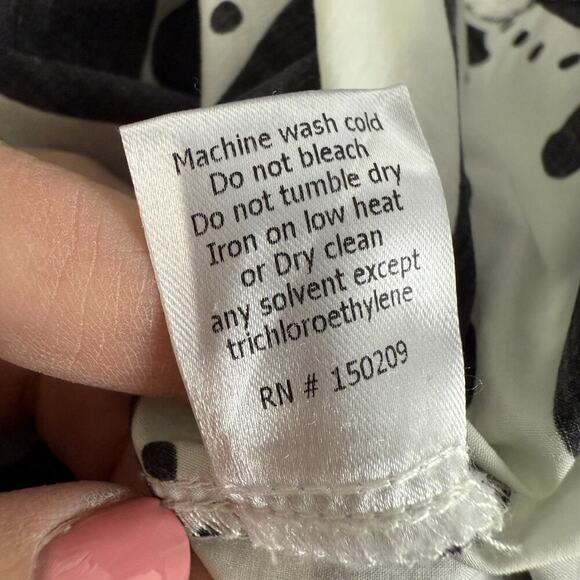 Machine wash cold
Do not bleach
Do not tumble dry
Iron on low heat
or Dry clean
any solvent except
trichloroethylene
RN # 150209